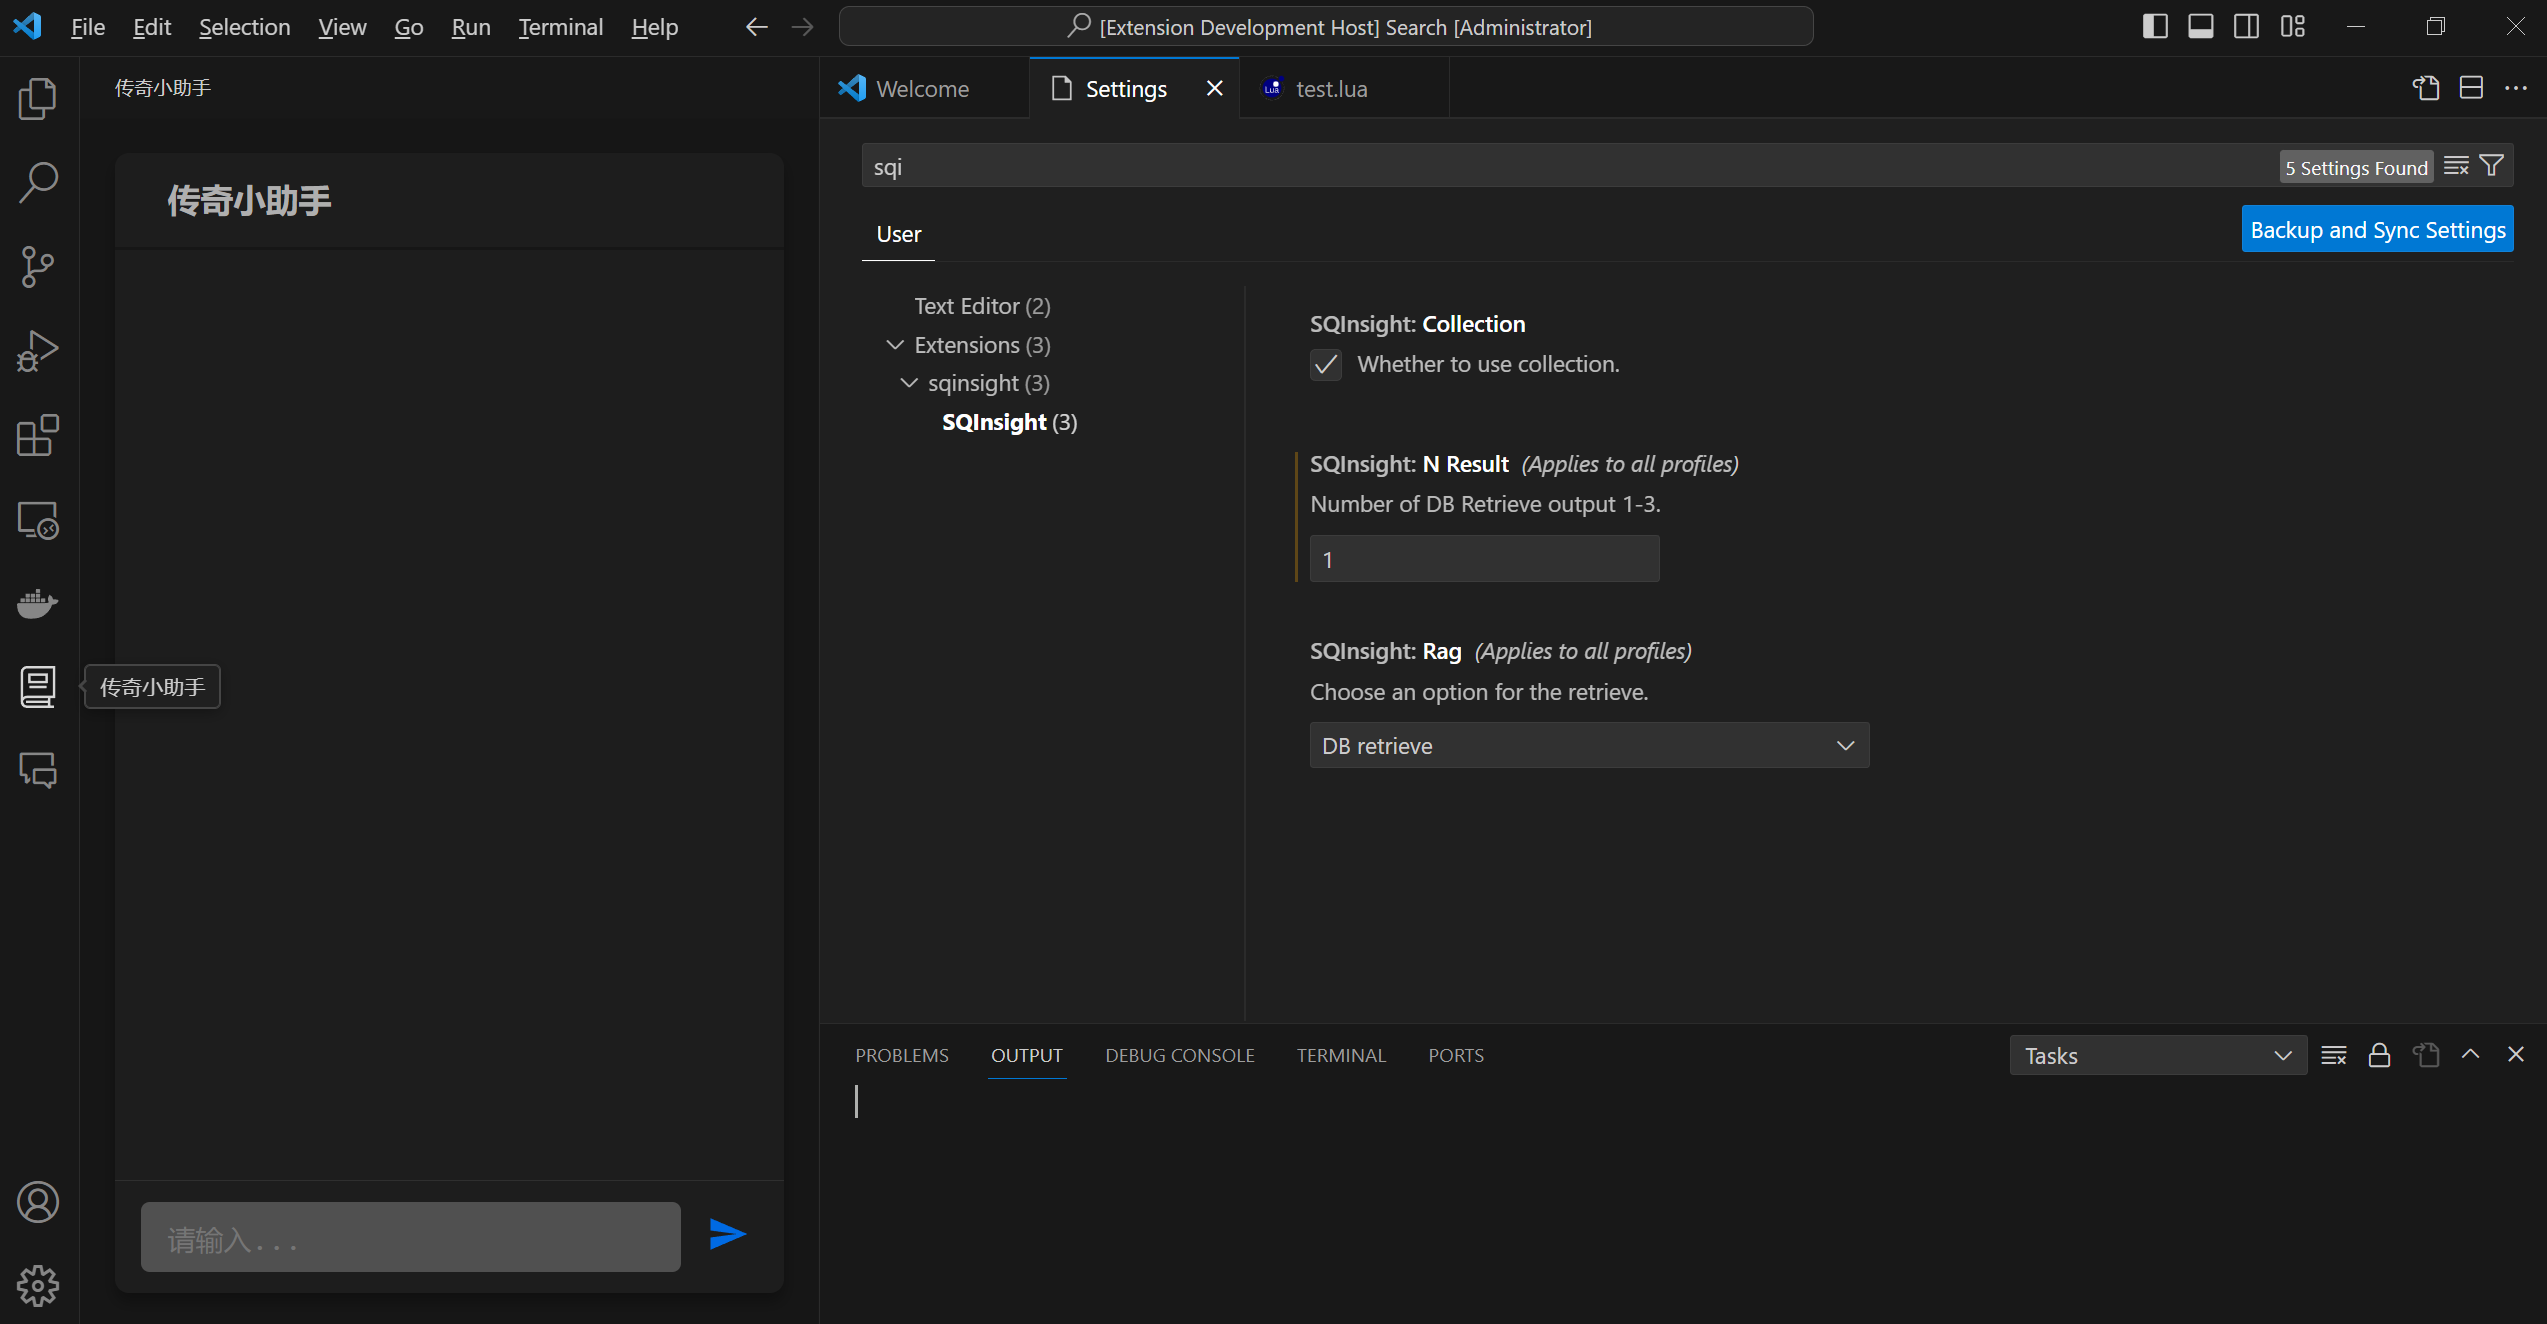 File Edit Selection View Go Run Terminal Help
[Extension Development Host] Search [Administrator]
传奇小助手
传奇小助手
传奇小助手
请输入...
Welcome
Settings
Lua test.lua
sqi
5 Settings Found
User
Backup and Sync Settings
Text Editor (2)
Extensions (3)
sqinsight (3)
SQInsight (3)
SQInsight: Collection
Whether to use collection.
SQInsight: N Result (Applies to all profiles)
Number of DB Retrieve output 1-3.
1
SQInsight: Rag (Applies to all profiles)
Choose an option for the retrieve.
DB retrieve
PROBLEMS OUTPUT DEBUG CONSOLE TERMINAL PORTS
Tasks